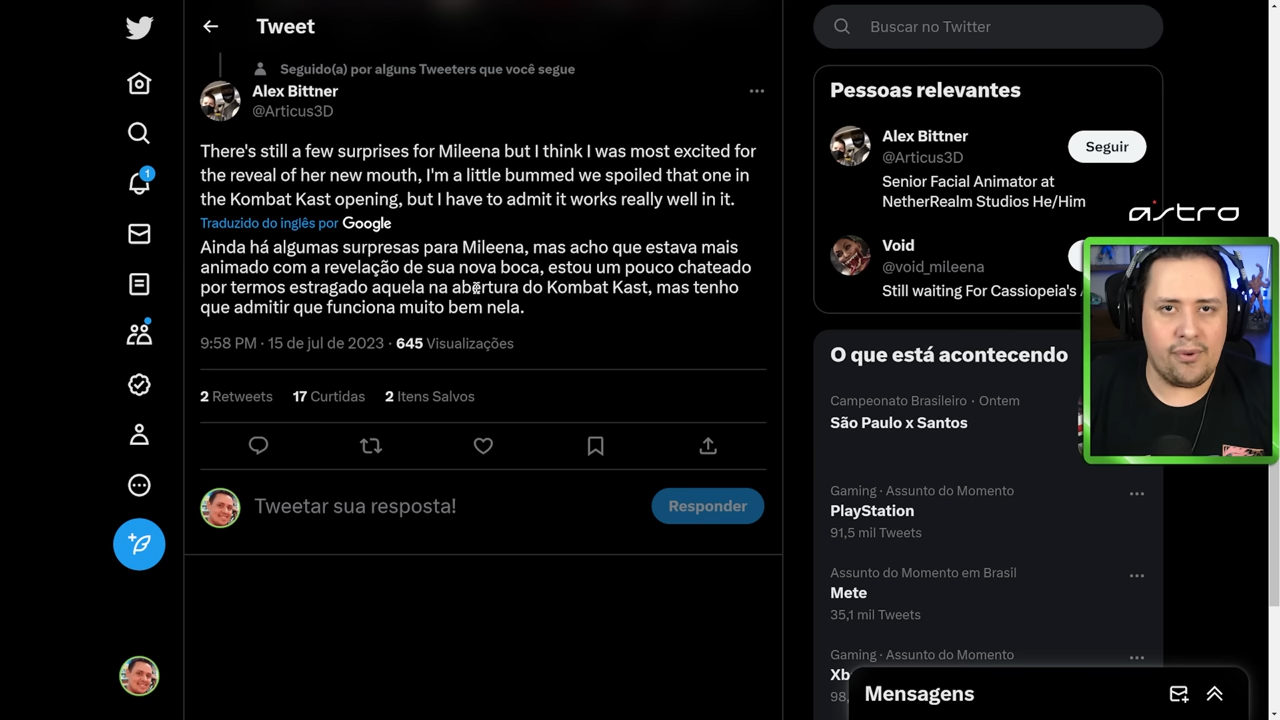 Tweet
Seguido(a) por alguns Tweeters que você segue
Alex Bittner
@Articus3D
There's still a few surprises for Mileena but I think I was most excited for
the reveal of her new mouth, I'm a little bummed we spoiled that one in
the Kombat Kast opening, but I have to admit it works really well in it.
Traduzido do inglês por Google
Ainda há algumas surpresas para Mileena, mas acho que estava mais
animado com a revelação de sua nova boca, estou um pouco chateado
por termos estragado aquela na abertura do Kombat Kast, mas tenho
que admitir que funciona muito bem nela.
9:58 PM · 15 de jul de 2023 · 645 Visualizações
2 Retweets 17 Curtidas 2 Itens Salvos
Tweetar sua resposta!
Responder
1
Buscar no Twitter
Pessoas relevantes
Alex Bittner
@Articus3D
Seguir
Senior Facial Animator at
NetherRealm Studios He/Him
Void
@void_mileena
Still waiting For Cassiopeia's
astro
O que está acontecendo
Campeonato Brasileiro · Ontem
São Paulo x Santos
Gaming · Assunto do Momento
PlayStation
91,5 mil Tweets
Assunto do Momento em Brasil
Mete
35,1 mil Tweets
Gaming · Assunto do Momento
Xb
98,
Mensagens